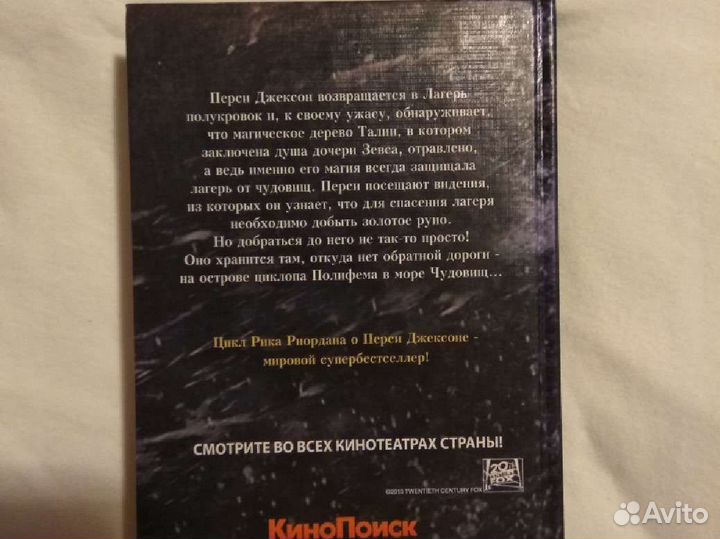 Перси Джексон возвращается в Лагерь
полукровок и, к своему ужасу, обнаруживает,
что магическое дерево Талии, в котором
заключена душа дочери Зевса, отравлено,
а ведь именно его магия всегда защищала
лагерь от чудовищ. Перси посещают видения,
из которых он узнает, что для спасения лагеря
необходимо добыть золотое руно.
Но добраться до него не так-то просто!
Оно хранится там, откуда нет обратной дороги -
на острове циклопа Полифема в море Чудовищ...
Цикл Рика Риордана о Перси Джексоне -
мировой супербестселлер!
СМОТРИТЕ ВО ВСЕХ КИНОТЕАТРАХ СТРАНЫ!
20th
CENTURY
FOX
©2013 TWENTIETH CENTURY FOX
КиноПоиск
Avito